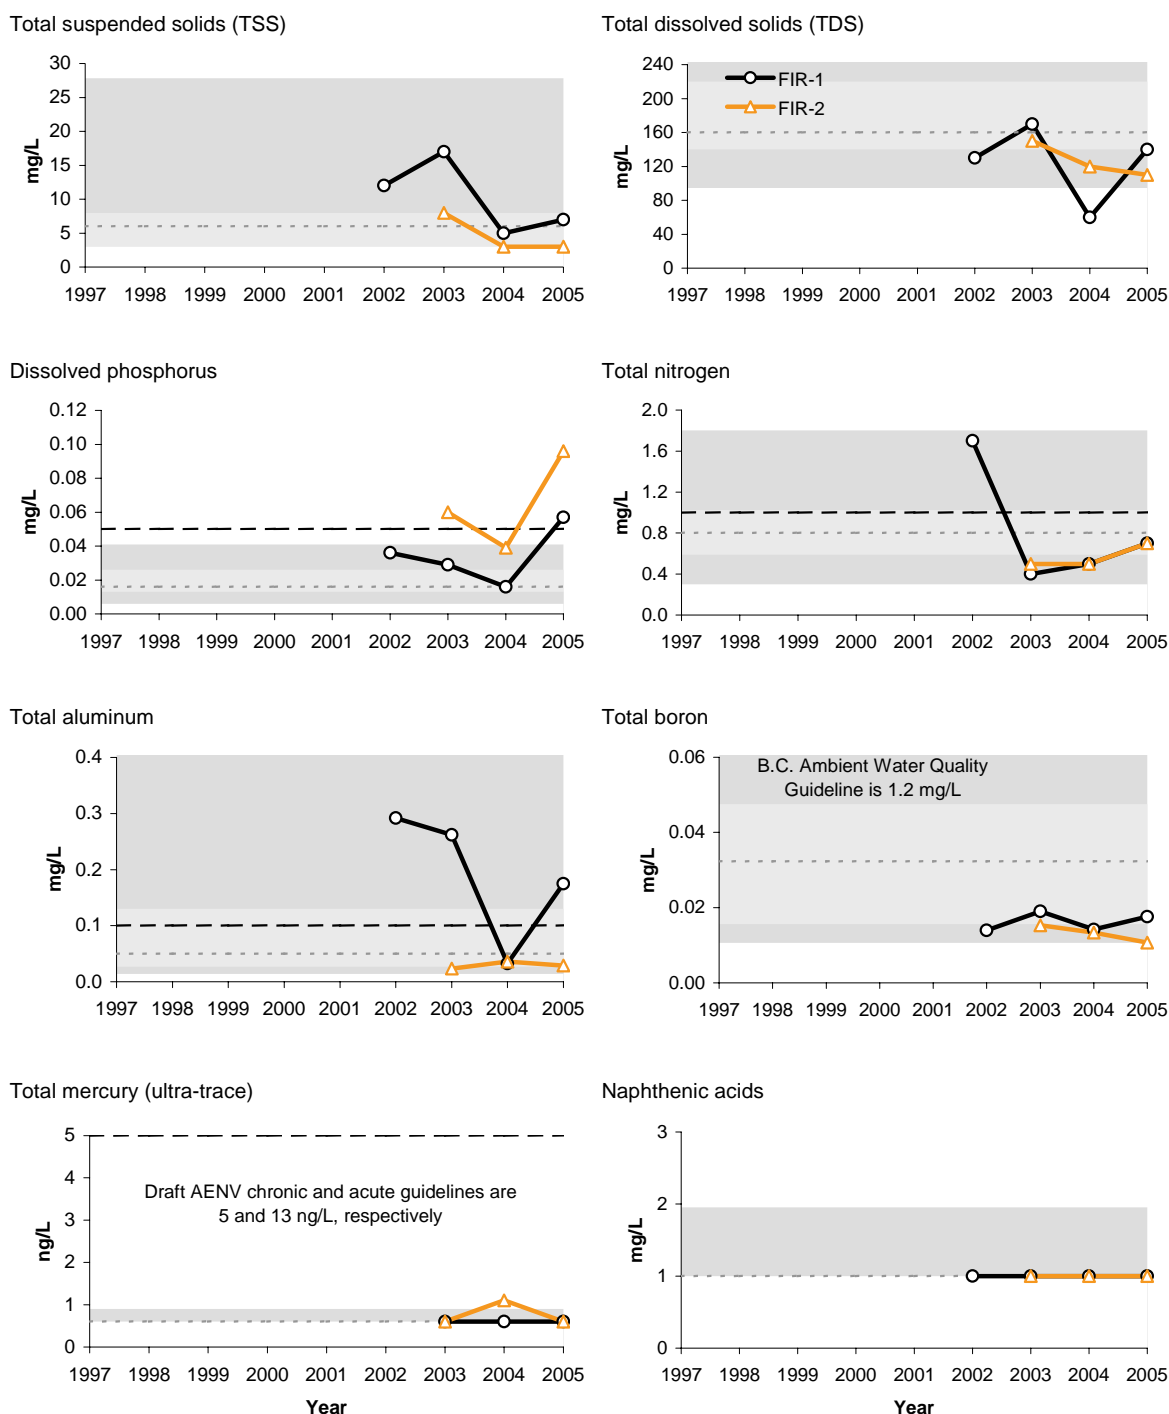 Total suspended solids (TSS)
30
25
20
15
10
5
0
mg/L
1997 1998 1999 2000 2001 2002 2003 2004 2005
Total dissolved solids (TDS)
240
200
160
120
80
40
0
mg/L
FIR-1
FIR-2
1997 1998 1999 2000 2001 2002 2003 2004 2005
Dissolved phosphorus
0.12
0.10
0.08
0.06
0.04
0.02
0.00
mg/L
1997 1998 1999 2000 2001 2002 2003 2004 2005
Total nitrogen
2.0
1.6
1.2
0.8
0.4
0.0
mg/L
1997 1998 1999 2000 2001 2002 2003 2004 2005
Total aluminum
0.4
0.3
0.2
0.1
0.0
mg/L
1997 1998 1999 2000 2001 2002 2003 2004 2005
Total boron
0.06
0.04
0.02
0.00
mg/L
B.C. Ambient Water Quality
Guideline is 1.2 mg/L
1997 1998 1999 2000 2001 2002 2003 2004 2005
Total mercury (ultra-trace)
5
4
3
2
1
0
ng/L
Draft AENV chronic and acute guidelines are
5 and 13 ng/L, respectively
1997 1998 1999 2000 2001 2002 2003 2004 2005
Year
Naphthenic acids
3
2
1
0
mg/L
1997 1998 1999 2000 2001 2002 2003 2004 2005
Year